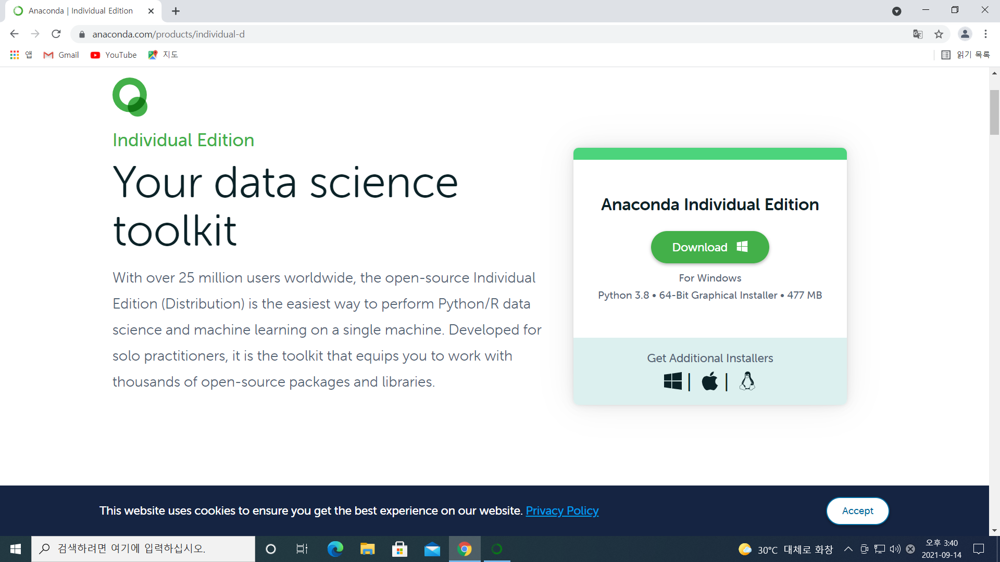 Anaconda | Individual Edition
anaconda.com/products/individual-d
앱
Gmail
YouTube
지도
읽기 목록
Individual Edition
Your data science
toolkit
With over 25 million users worldwide, the open-source Individual
Edition (Distribution) is the easiest way to perform Python/R data
science and machine learning on a single machine. Developed for
solo practitioners, it is the toolkit that equips you to work with
thousands of open-source packages and libraries.
Anaconda Individual Edition
Download
For Windows
Python 3.8 • 64-Bit Graphical Installer • 477 MB
Get Additional Installers
This website uses cookies to ensure you get the best experience on our website. Privacy Policy
Accept
검색하려면 여기에 입력하십시오.
30°C 대체로 화창
오후 3:40
2021-09-14